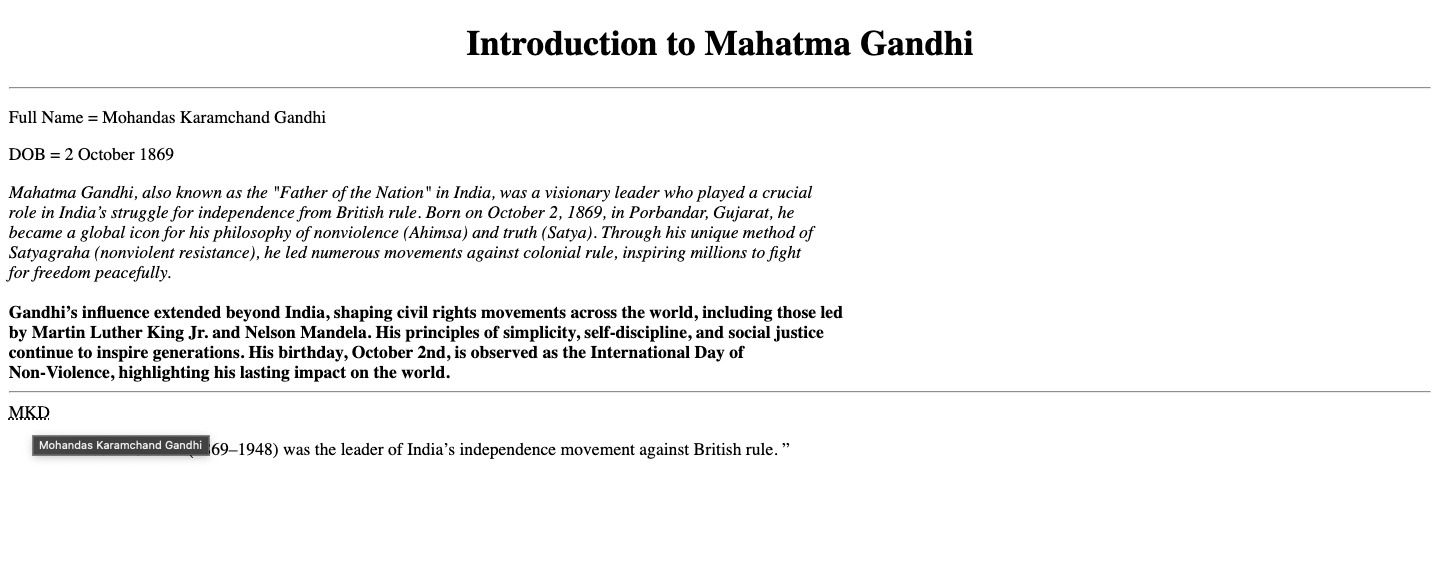 Introduction to Mahatma Gandhi
Full Name = Mohandas Karamchand Gandhi
DOB = 2 October 1869
Mahatma Gandhi, also known as the "Father of the Nation" in India, was a visionary leader who played a crucial
role in India’s struggle for independence from British rule. Born on October 2, 1869, in Porbandar, Gujarat, he
became a global icon for his philosophy of nonviolence (Ahimsa) and truth (Satya). Through his unique method of
Satyagraha (nonviolent resistance), he led numerous movements against colonial rule, inspiring millions to fight
for freedom peacefully.
Gandhi’s influence extended beyond India, shaping civil rights movements across the world, including those led
by Martin Luther King Jr. and Nelson Mandela. His principles of simplicity, self-discipline, and social justice
continue to inspire generations. His birthday, October 2nd, is observed as the International Day of
Non-Violence, highlighting his lasting impact on the world.
MKD
Mohandas Karamchand Gandhi
69–1948) was the leader of India’s independence movement against British rule. ”